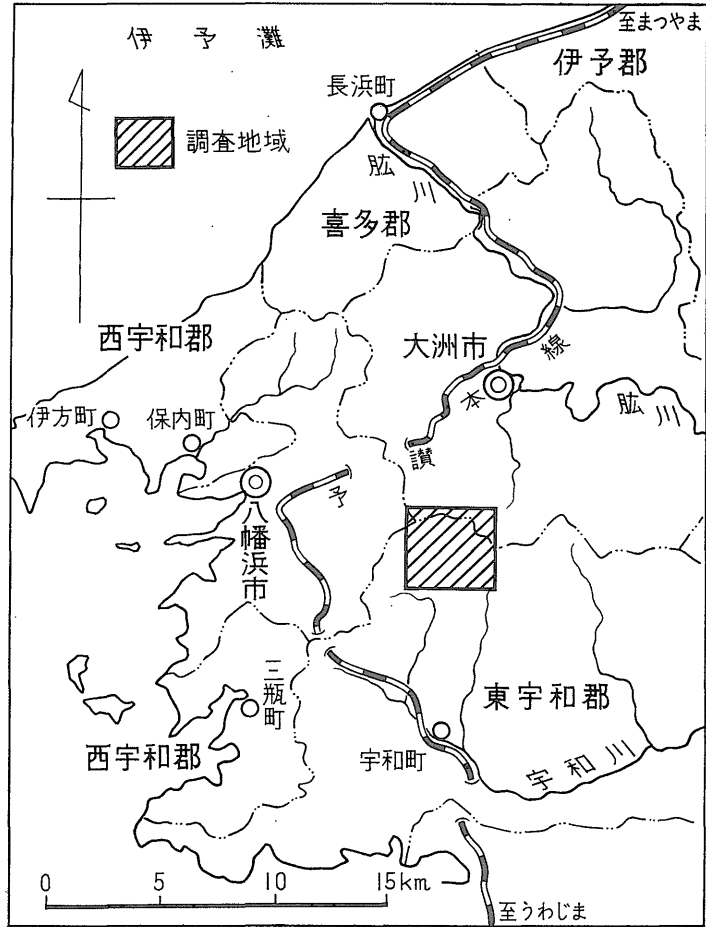 伊予灘
至まつやま
伊予郡
長浜町
調査地域
肱川
喜多郡
西宇和郡
大洲市
線
本
肱川
伊方町
保内町
讃
予
八幡浜市
三瓶町
東宇和郡
西宇和郡
宇和町
宇和川
0 5 10 15km
至うわじま